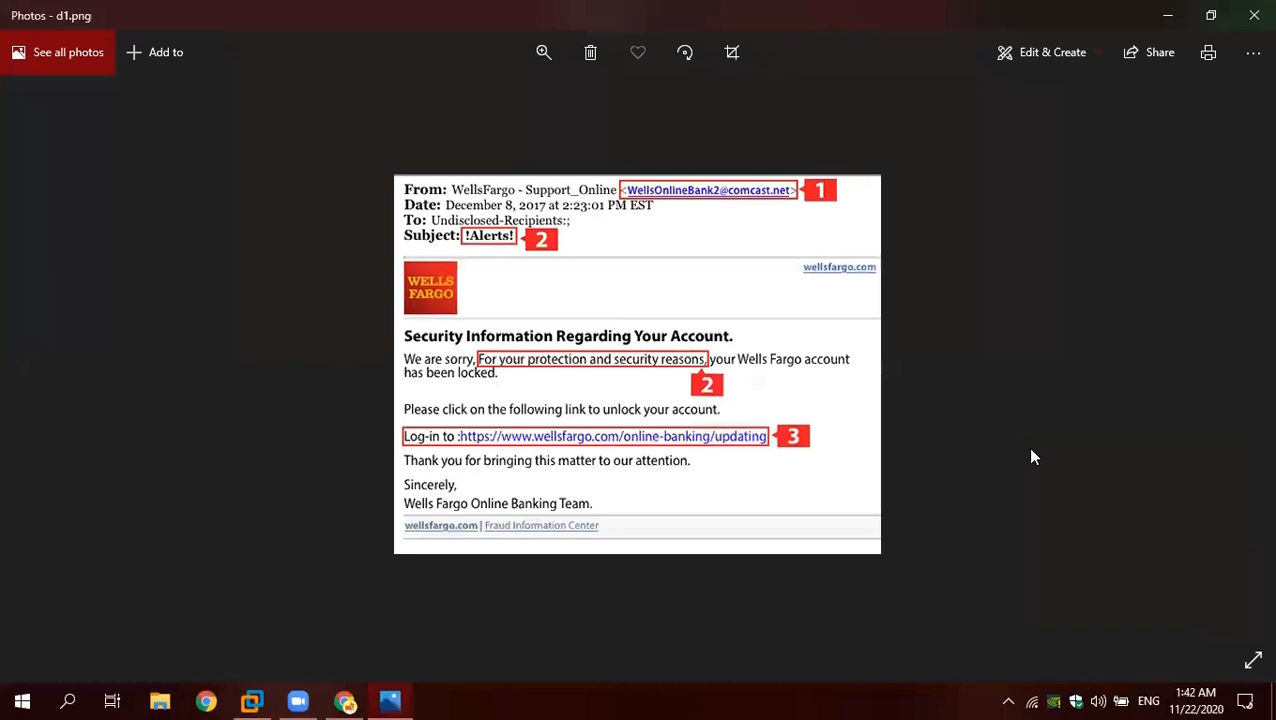 Photos - d1.png
See all photos
Add to
Edit & Create
Share
From: WellsFargo - Support_Online <WellsOnlineBank2@comcast.net> 1
Date: December 8, 2017 at 2:23:01 PM EST
To: Undisclosed-Recipients:;
Subject: !Alerts! 2
WELLS
FARGO
wellsfargo.com
Security Information Regarding Your Account.
We are sorry, For your protection and security reasons, your Wells Fargo account
has been locked.
2
Please click on the following link to unlock your account.
Log-in to :https://www.wellsfargo.com/online-banking/updating 3
Thank you for bringing this matter to our attention.
Sincerely,
Wells Fargo Online Banking Team.
wellsfargo.com | Fraud Information Center
ENG
1:42 AM
11/22/2020